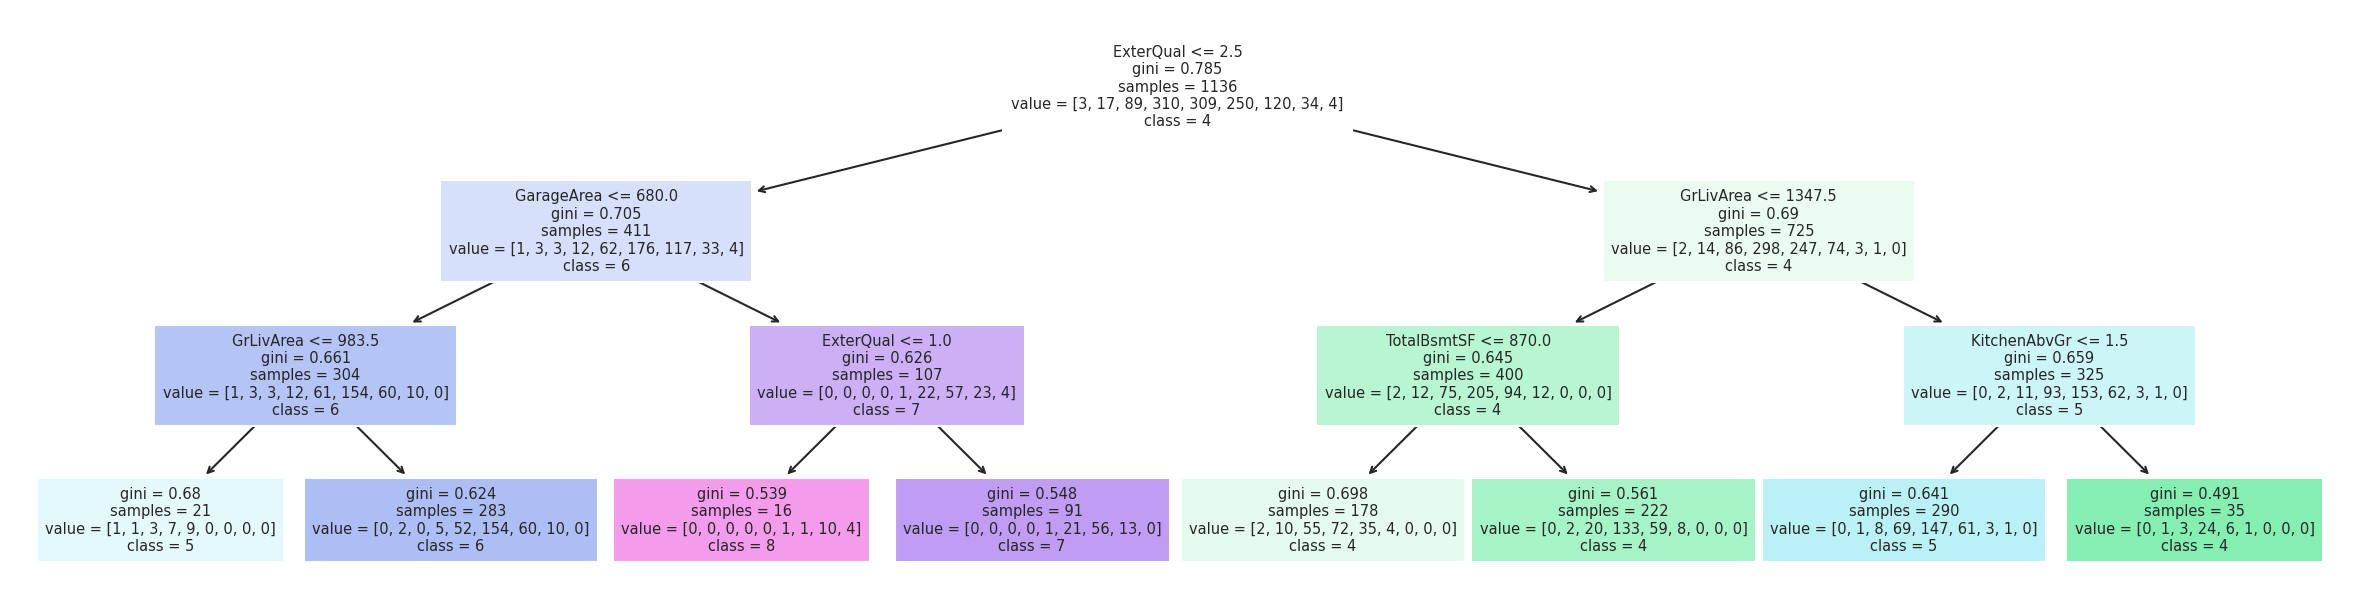 ExterQual <= 2.5
gini = 0.785
samples = 1136
value = [3, 17, 89, 310, 309, 250, 120, 34, 4]
class = 4
GarageArea <= 680.0
gini = 0.705
samples = 411
value = [1, 3, 3, 12, 62, 176, 117, 33, 4]
class = 6
GrLivArea <= 1347.5
gini = 0.69
samples = 725
value = [2, 14, 86, 298, 247, 74, 3, 1, 0]
class = 4
GrLivArea <= 983.5
gini = 0.661
samples = 304
value = [1, 3, 3, 12, 61, 154, 60, 10, 0]
class = 6
ExterQual <= 1.0
gini = 0.626
samples = 107
value = [0, 0, 0, 0, 1, 22, 57, 23, 4]
class = 7
TotalBsmtSF <= 870.0
gini = 0.645
samples = 400
value = [2, 12, 75, 205, 94, 12, 0, 0, 0]
class = 4
KitchenAbvGr <= 1.5
gini = 0.659
samples = 325
value = [0, 2, 11, 93, 153, 62, 3, 1, 0]
class = 5
gini = 0.68
samples = 21
value = [1, 1, 3, 7, 9, 0, 0, 0, 0]
class = 5
gini = 0.624
samples = 283
value = [0, 2, 0, 5, 52, 154, 60, 10, 0]
class = 6
gini = 0.539
samples = 16
value = [0, 0, 0, 0, 0, 1, 1, 10, 4]
class = 8
gini = 0.548
samples = 91
value = [0, 0, 0, 0, 1, 21, 56, 13, 0]
class = 7
gini = 0.698
samples = 178
value = [2, 10, 55, 72, 35, 4, 0, 0, 0]
class = 4
gini = 0.561
samples = 222
value = [0, 2, 20, 133, 59, 8, 0, 0, 0]
class = 4
gini = 0.641
samples = 290
value = [0, 1, 8, 69, 147, 61, 3, 1, 0]
class = 5
gini = 0.491
samples = 35
value = [0, 1, 3, 24, 6, 1, 0, 0, 0]
class = 4